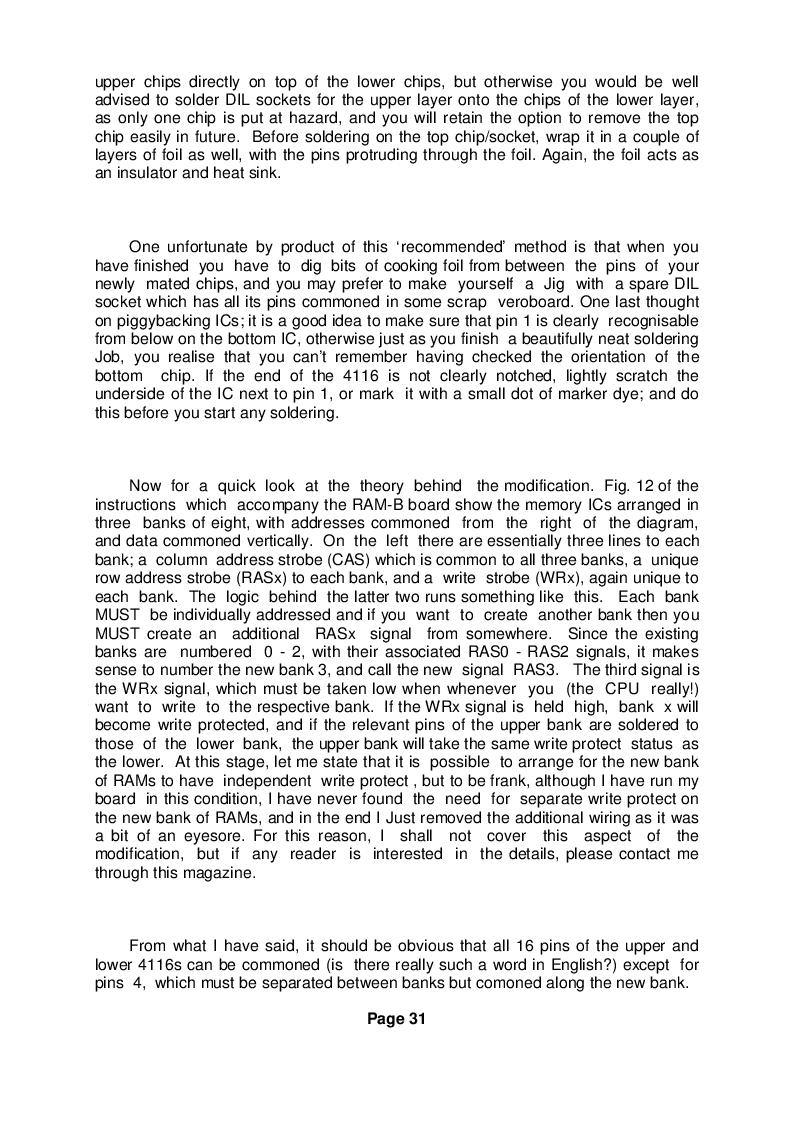 upper chips directly on top of the lower chips, but otherwise you would be well
advised to solder DIL sockets for the upper layer onto the chips of the lower layer,
as only one chip is put at hazard, and you will retain the option to remove the top
chip easily in future. Before soldering on the top chip/socket, wrap it in a couple of
layers of foil as well, with the pins protruding through the foil. Again, the foil acts as
an insulator and heat sink.
One unfortunate by product of this ‘recommended’ method is that when you
have finished you have to dig bits of cooking foil from between the pins of your
newly mated chips, and you may prefer to make yourself a Jig with a spare DIL
socket which has all its pins commoned in some scrap veroboard. One last thought
on piggybacking ICs; it is a good idea to make sure that pin 1 is clearly recognisable
from below on the bottom IC, otherwise just as you finish a beautifully neat soldering
Job, you realise that you can’t remember having checked the orientation of the
bottom chip. If the end of the 4116 is not clearly notched, lightly scratch the
underside of the IC next to pin 1, or mark it with a small dot of marker dye; and do
this before you start any soldering.
Now for a quick look at the theory behind the modification. Fig. 12 of the
instructions which accompany the RAM-B board show the memory ICs arranged in
three banks of eight, with addresses commoned from the right of the diagram,
and data commoned vertically. On the left there are essentially three lines to each
bank; a column address strobe (CAS) which is common to all three banks, a unique
row address strobe (RASx) to each bank, and a write strobe (WRx), again unique to
each bank. The logic behind the latter two runs something like this. Each bank
MUST be individually addressed and if you want to create another bank then you
MUST create an additional RASx signal from somewhere. Since the existing
banks are numbered 0 - 2, with their associated RAS0 - RAS2 signals, it makes
sense to number the new bank 3, and call the new signal RAS3. The third signal is
the WRx signal, which must be taken low when whenever you (the CPU really!)
want to write to the respective bank. If the WRx signal is held high, bank x will
become write protected, and if the relevant pins of the upper bank are soldered to
those of the lower bank, the upper bank will take the same write protect status as
the lower. At this stage, let me state that it is possible to arrange for the new bank
of RAMs to have independent write protect , but to be frank, although I have run my
board in this condition, I have never found the need for separate write protect on
the new bank of RAMs, and in the end I Just removed the additional wiring as it was
a bit of an eyesore. For this reason, I shall not cover this aspect of the
modification, but if any reader is interested in the details, please contact me
through this magazine.
From what I have said, it should be obvious that all 16 pins of the upper and
lower 4116s can be commoned (is there really such a word in English?) except for
pins 4, which must be separated between banks but comoned along the new bank.
Page 31